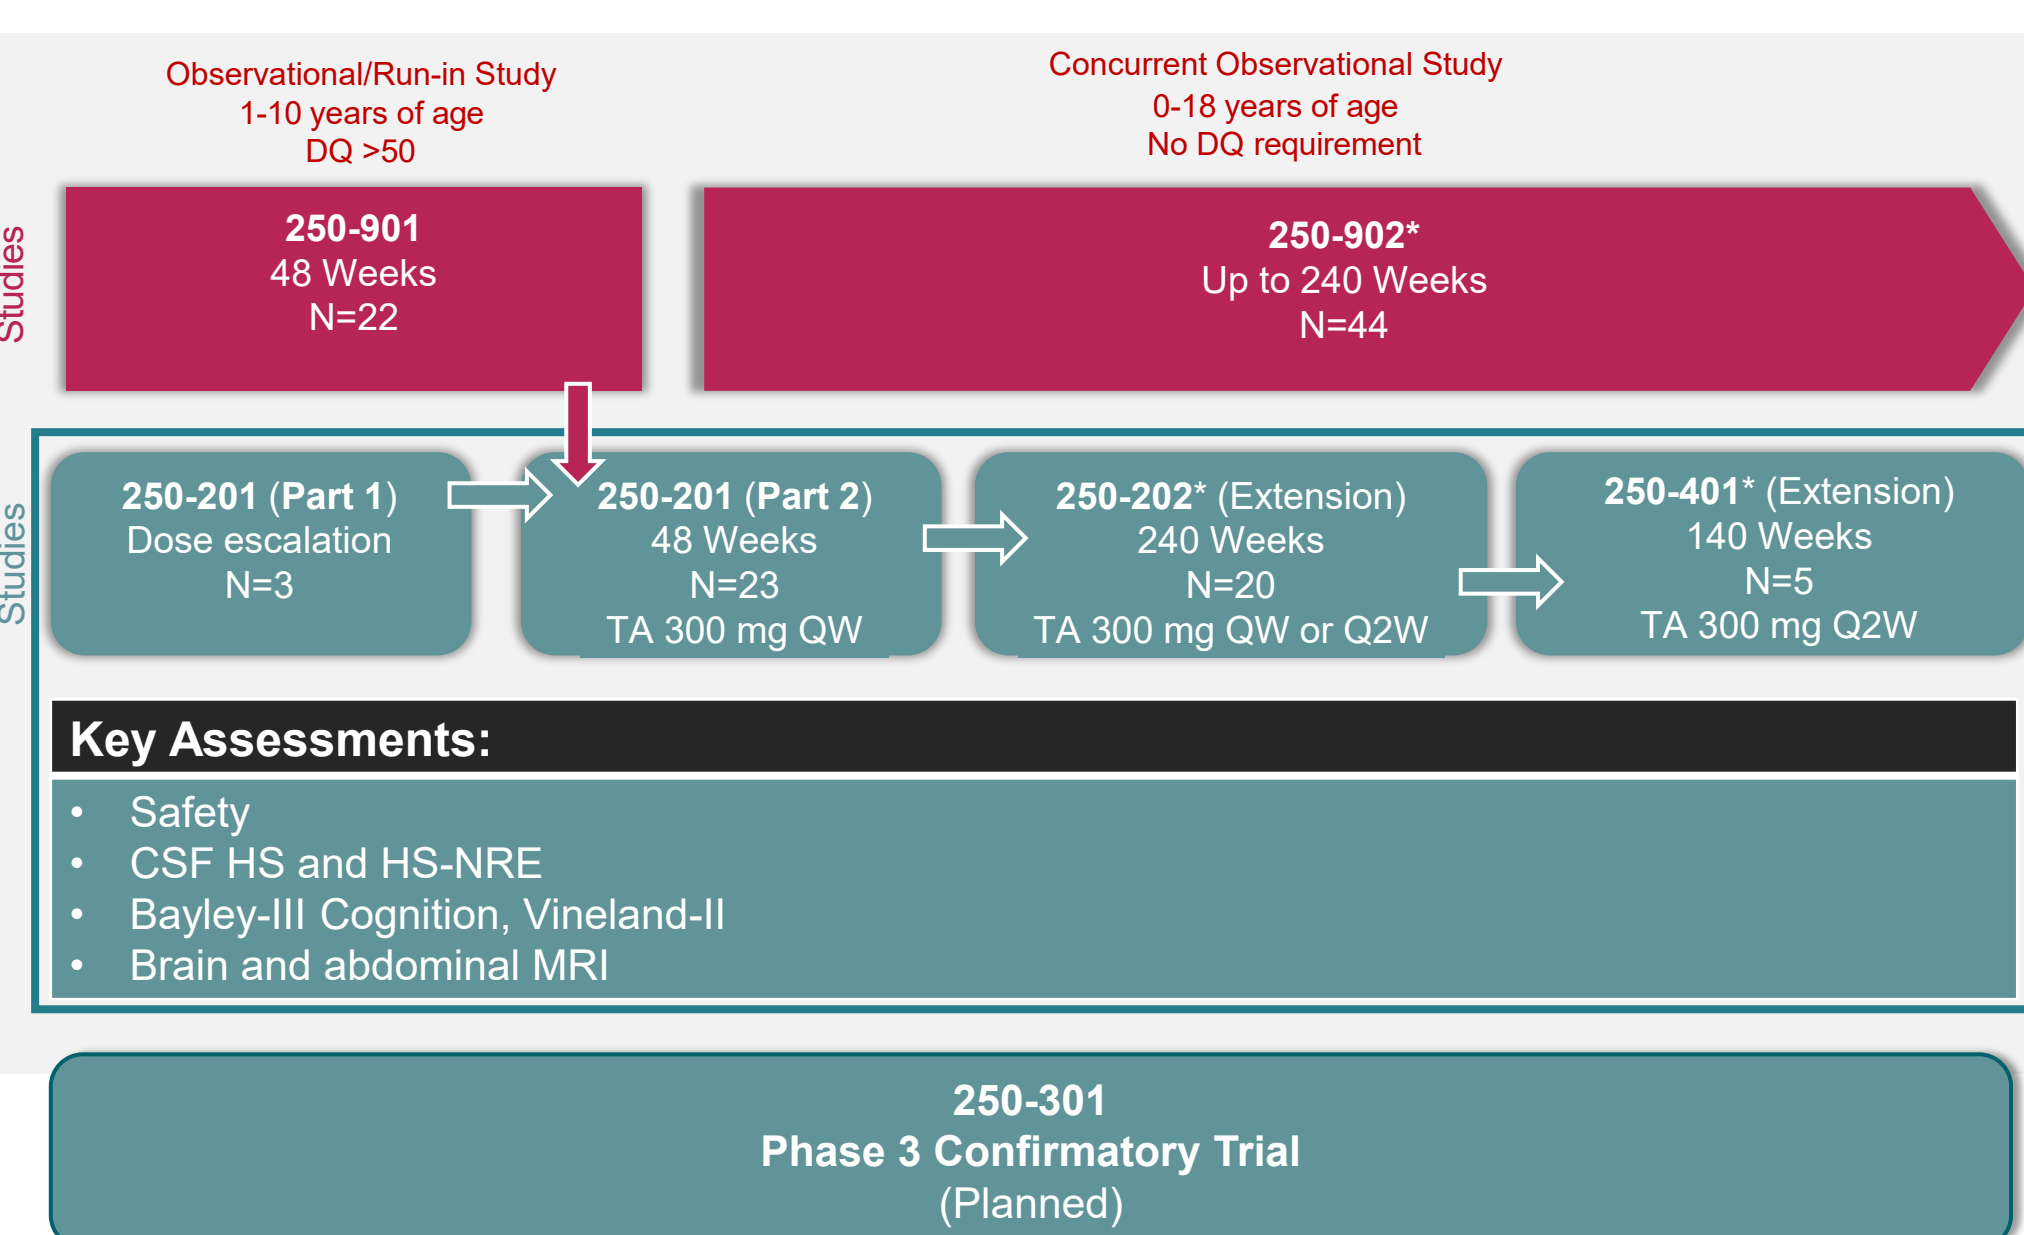 Observational/Run-in Study
1-10 years of age
DQ >50
Concurrent Observational Study
0-18 years of age
No DQ requirement
Studies
250-901
48 Weeks
N=22
250-902*
Up to 240 Weeks
N=44
Studies
250-201 (Part 1)
Dose escalation
N=3
250-201 (Part 2)
48 Weeks
N=23
TA 300 mg QW
250-202* (Extension)
240 Weeks
N=20
TA 300 mg QW or Q2W
250-401* (Extension)
140 Weeks
N=5
TA 300 mg Q2W
Key Assessments:
• Safety
• CSF HS and HS-NRE
• Bayley-III Cognition, Vineland-II
• Brain and abdominal MRI
250-301
Phase 3 Confirmatory Trial
(Planned)